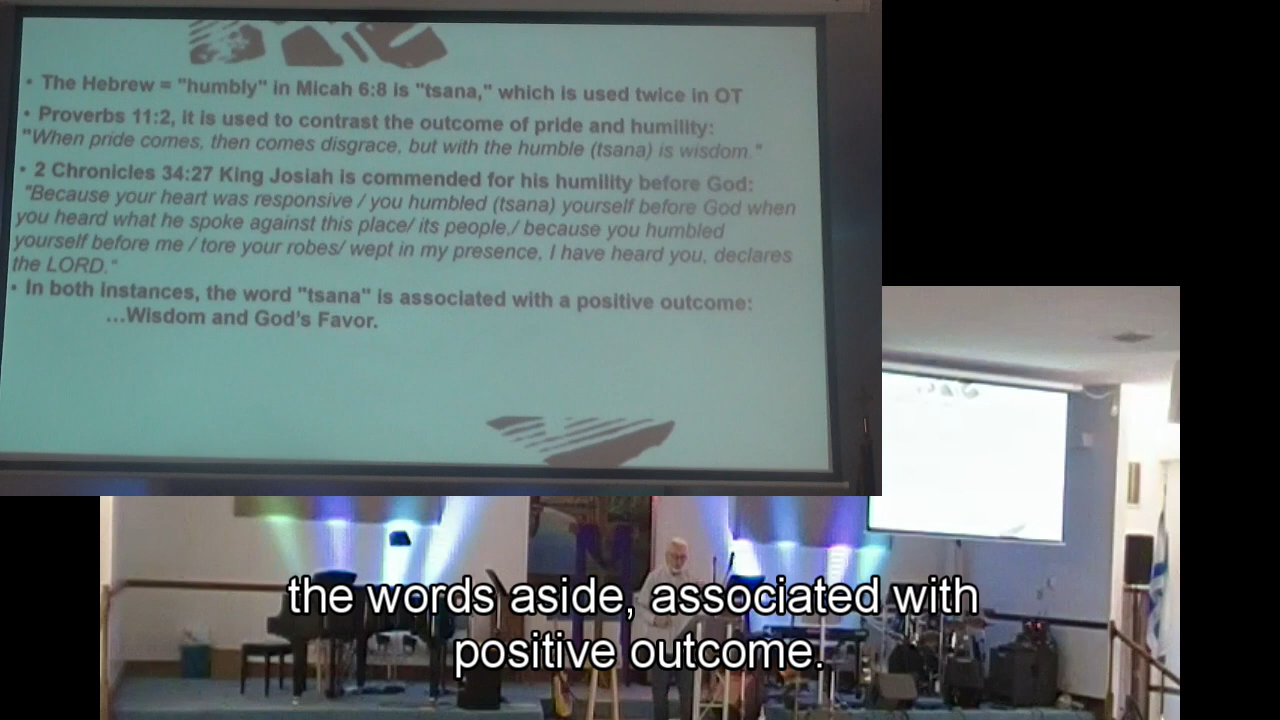 • The Hebrew = "humbly" in Micah 6:8 is "tsana," which is used twice in OT
• Proverbs 11:2, it is used to contrast the outcome of pride and humility:
"When pride comes, then comes disgrace, but with the humble (tsana) is wisdom."
• 2 Chronicles 34:27 King Josiah is commended for his humility before God:
"Because your heart was responsive / you humbled (tsana) yourself before God when
you heard what he spoke against this place/ its people,/ because you humbled
yourself before me / tore your robes/ wept in my presence, I have heard you, declares
the LORD."
• In both instances, the word "tsana" is associated with a positive outcome:
...Wisdom and God's Favor.
the words aside, associated with
positive outcome.